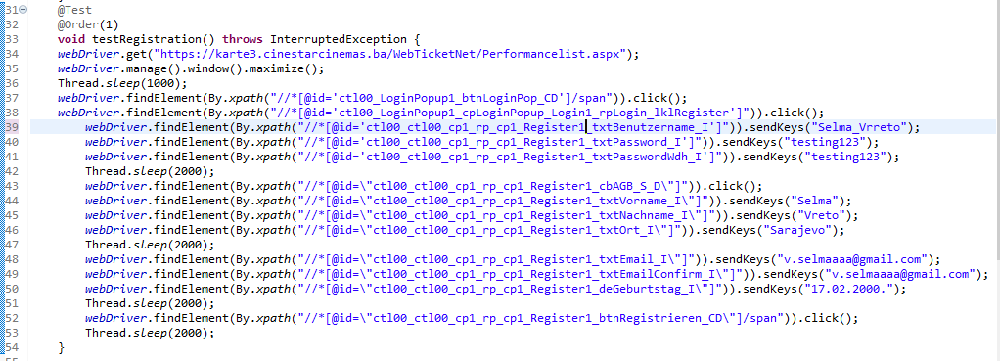 31 @Test
32 @Order(1)
33 void testRegistration() throws InterruptedException {
34 webDriver.get("https://karte3.cinestarcinemas.ba/WebTicketNet/Performancelist.aspx");
35 webDriver.manage().window().maximize();
36 Thread.sleep(1000);
37 webDriver.findElement(By.xpath("//*[@id='ctl00_LoginPopup1_btnLoginPop_CD']/span")).click();
38 webDriver.findElement(By.xpath("//*[@id='ctl00_LoginPopup1_cpLoginPopup_Login1_rpLogin_lklRegister']")).click();
39 webDriver.findElement(By.xpath("//*[@id='ctl00_ctl00_cp1_rp_cp1_Register1_txtBenutzername_I']")).sendKeys("Selma_Vrreto");
40 webDriver.findElement(By.xpath("//*[@id='ctl00_ctl00_cp1_rp_cp1_Register1_txtPassword_I']")).sendKeys("testing123");
41 webDriver.findElement(By.xpath("//*[@id='ctl00_ctl00_cp1_rp_cp1_Register1_txtPasswordWdh_I']")).sendKeys("testing123");
42 Thread.sleep(2000);
43 webDriver.findElement(By.xpath("//*[@id=\"ctl00_ctl00_cp1_rp_cp1_Register1_cbAGB_S_D\"]")).click();
44 webDriver.findElement(By.xpath("//*[@id=\"ctl00_ctl00_cp1_rp_cp1_Register1_txtVorname_I\"]")).sendKeys("Selma");
45 webDriver.findElement(By.xpath("//*[@id=\"ctl00_ctl00_cp1_rp_cp1_Register1_txtNachname_I\"]")).sendKeys("Vreto");
46 webDriver.findElement(By.xpath("//*[@id=\"ctl00_ctl00_cp1_rp_cp1_Register1_txtOrt_I\"]")).sendKeys("Sarajevo");
47 Thread.sleep(2000);
48 webDriver.findElement(By.xpath("//*[@id=\"ctl00_ctl00_cp1_rp_cp1_Register1_txtEmail_I\"]")).sendKeys("v.selmaaaa@gmail.com");
49 webDriver.findElement(By.xpath("//*[@id=\"ctl00_ctl00_cp1_rp_cp1_Register1_txtEmailConfirm_I\"]")).sendKeys("v.selmaaaa@gmail.com");
50 webDriver.findElement(By.xpath("//*[@id=\"ctl00_ctl00_cp1_rp_cp1_Register1_deGeburtstag_I\"]")).sendKeys("17.02.2000.");
51 Thread.sleep(2000);
52 webDriver.findElement(By.xpath("//*[@id=\"ctl00_ctl00_cp1_rp_cp1_Register1_btnRegistrieren_CD\"]/span")).click();
53 Thread.sleep(2000);
54 }